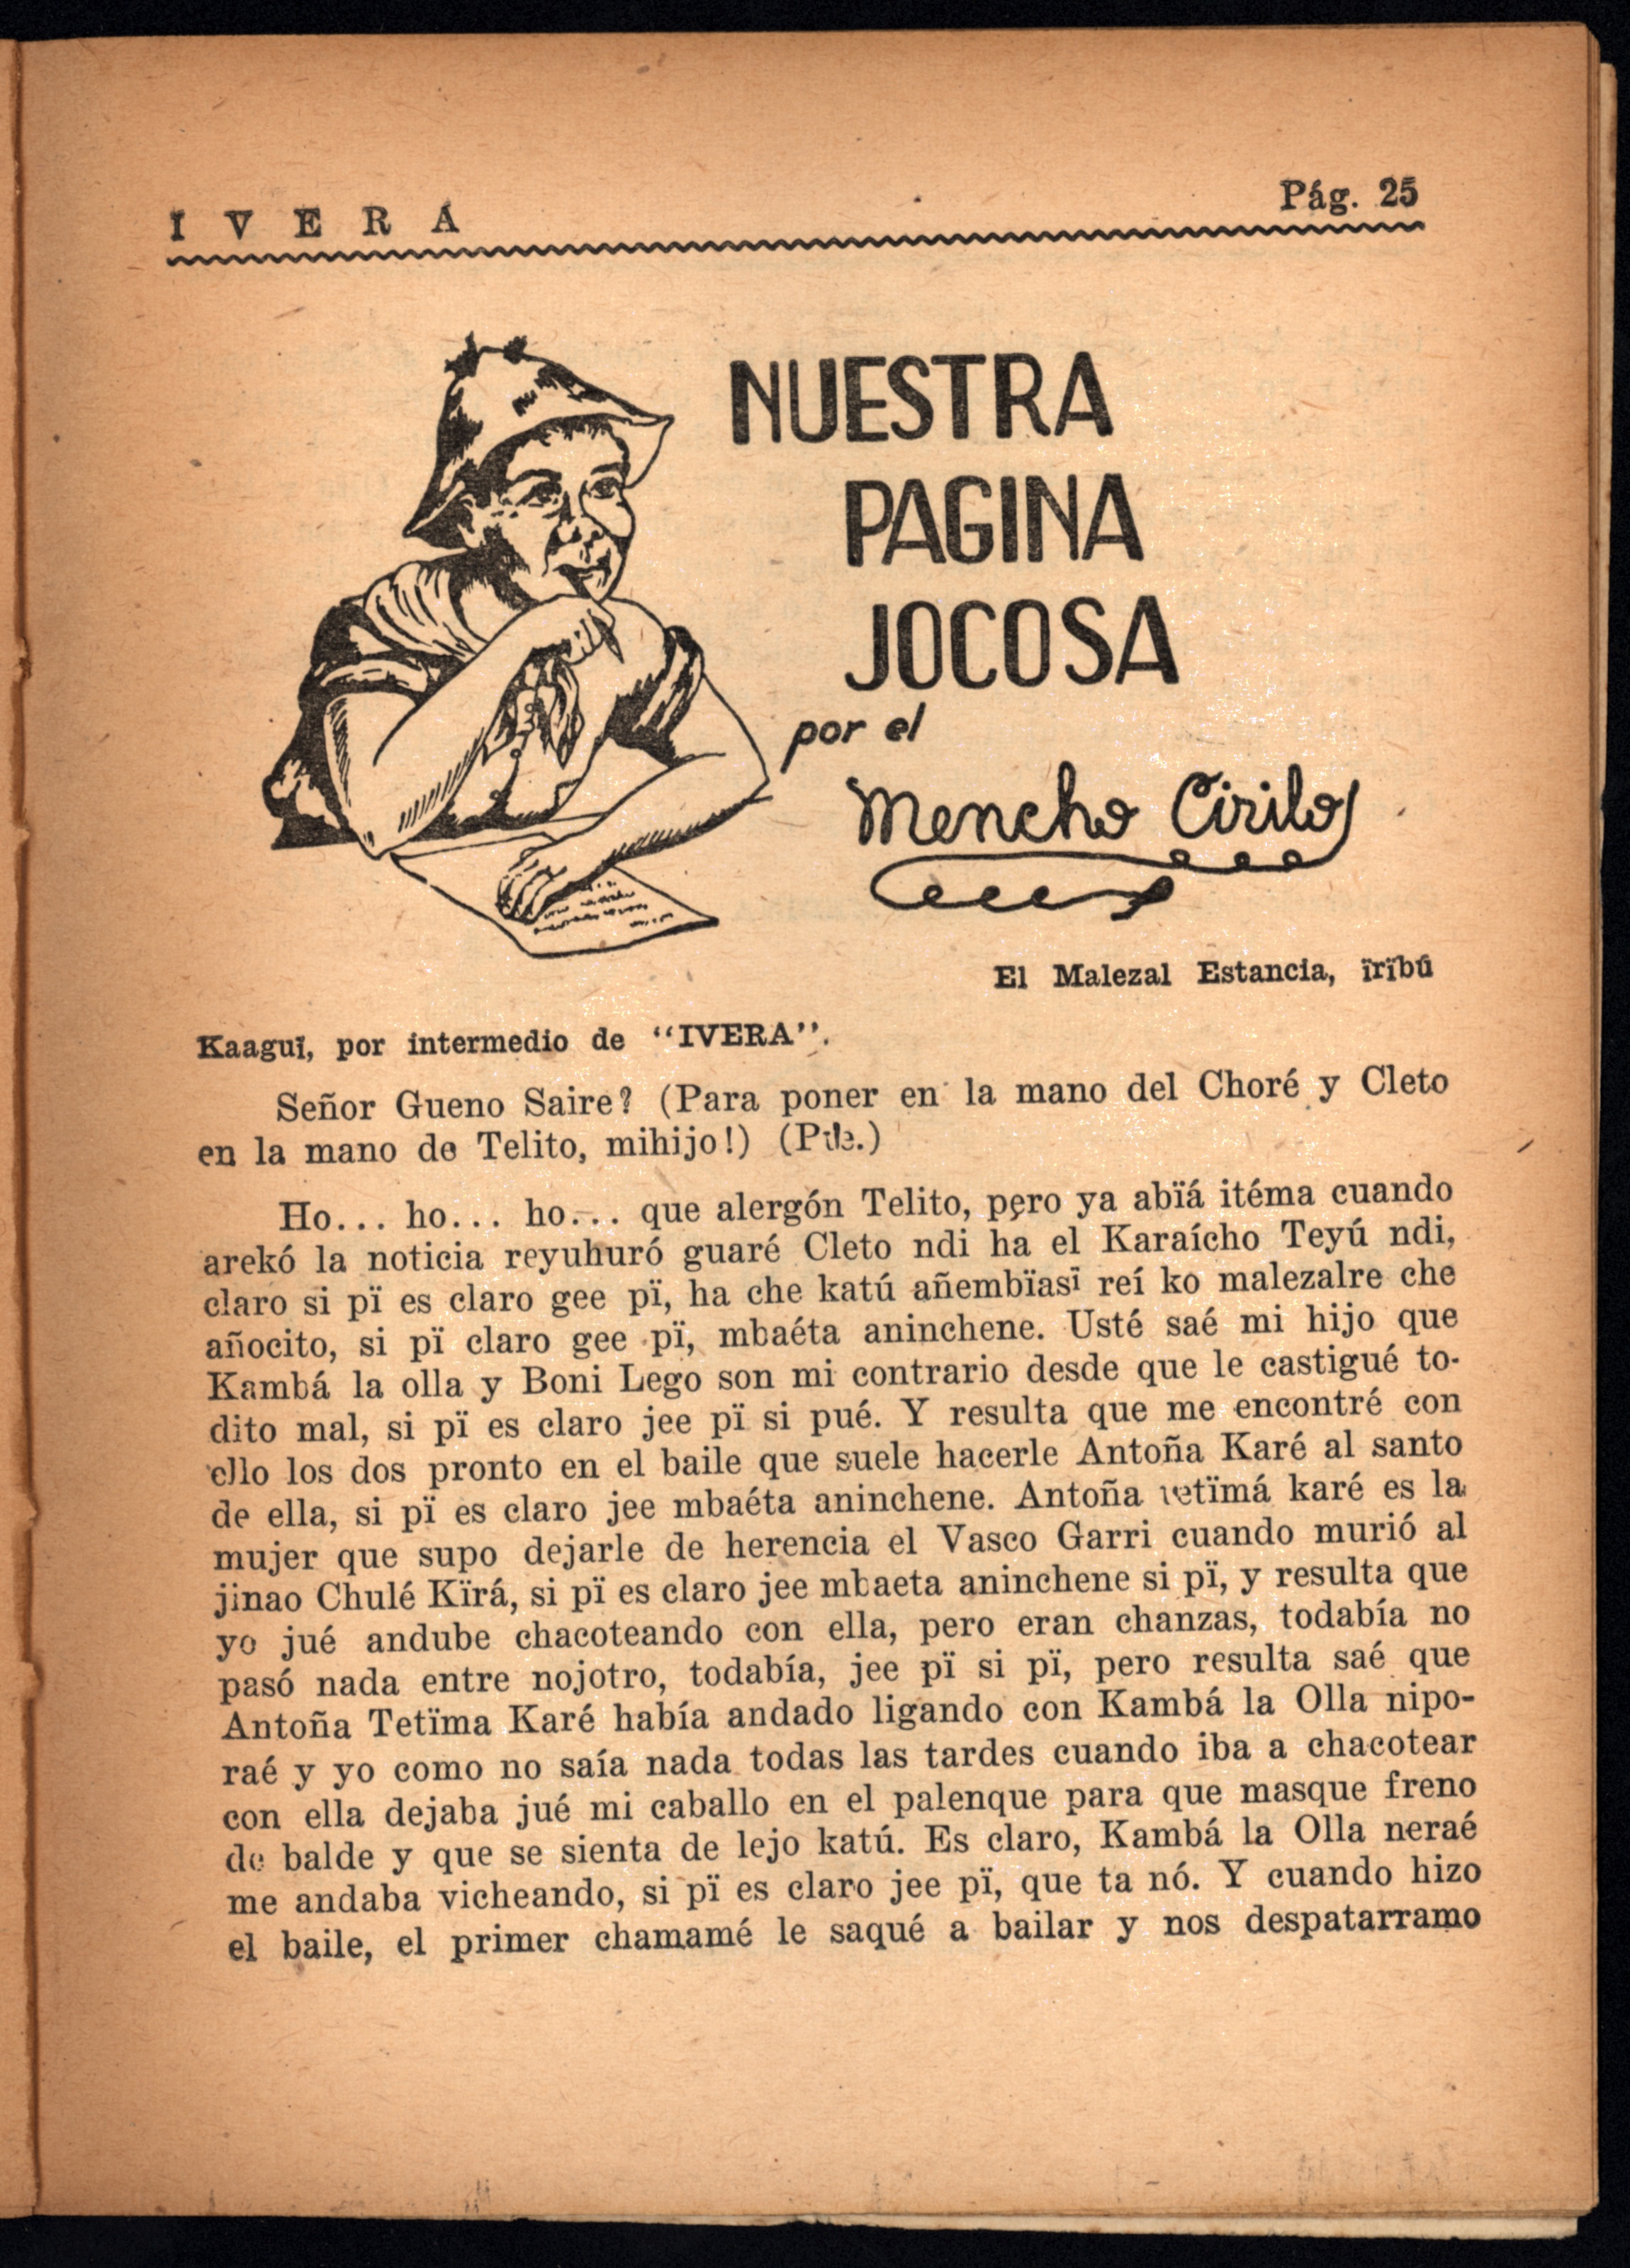 I V E R A
Pág. 25
NUESTRA
PAGINA
JOCOSA
por el
Mencho Cirilo
El Malezal Estancia, ïrïbú
Kaaguï, por intermedio de “IVERA”.
Señor Gueno Saire? (Para poner en la mano del Choré y Cleto
en la mano de Telito, mihijo!)
Ho... ho... ho... que alergón Telito, pero ya abïá itéma cuando
arekó la noticia reyuhuró guaré Cleto ndi ha el Karaícho Teyú ndi,
claro si pï es claro gee pï, ha che katú añembïasï reí ko malezalre che
añocito, si pï claro gee pï, mbaéta aninchene. Usté saé mi hijo que
Kambá la olla y Boni Lego son mi contrario desde que le castigué to-
dito mal, si pï es claro jee pï si pué. Y resulta que me encontré con
ello los dos pronto en el baile que suele hacerle Antoña Karé al santo
de ella, si pï es claro jee mbaéta aninchene. Antoña retïmá karé es la
mujer que supo dejarle de herencia el Vasco Garri cuando murió al
jinao Chulé Kïrá, si pï es claro jee mbaeta aninchene si pï, y resulta que
yo jué andube chacoteando con ella, pero eran chanzas, todabía no
pasó nada entre nojotro, todabía, jee pï si pï, pero resulta saé que
Antoña Tetïma Karé había andado ligando con Kambá la Olla nipo-
raé y yo como no saía nada todas las tardes cuando iba a chacotear
con ella dejaba jué mi caballo en el palenque para que masque freno
de balde y que se sienta de lejo katú. Es claro, Kambá la Olla neraé
me andaba vicheando, si pï es claro jee pï, que ta nó. Y cuando hizo
el baile, el primer chamamé le saqué a bailar y nos despatarramo